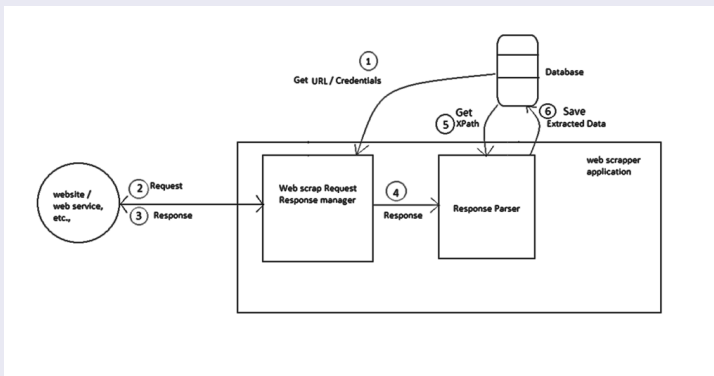 1
Get URL / Credentials
Database
5
Get
XPath
6
Save
Extracted Data
web scrapper
application
website /
web service,
etc.,
2
Request
3
Response
Web scrap Request
Response manager
4
Response
Response Parser